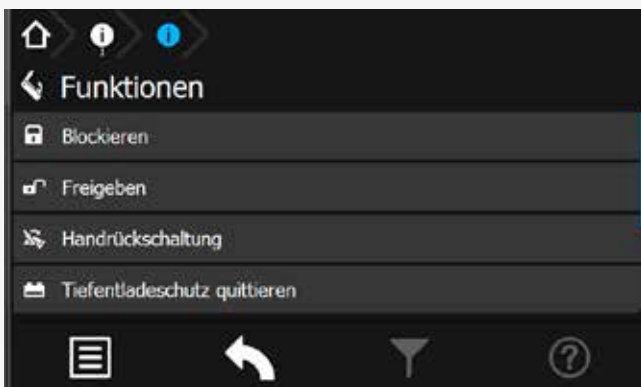 Funktionen
Blockieren
Freigeben
Handrückschaltung
Tiefentladeschutz quittieren